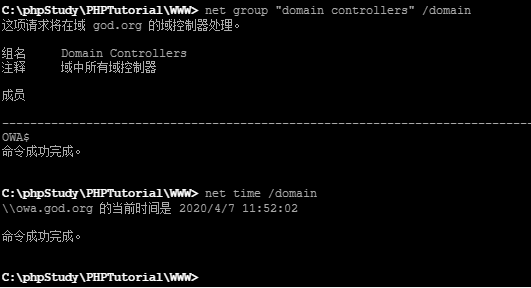 C:\phpStudy\PHPTutorial\WWW> net group "domain controllers" /domain
这项请求将在域 god.org 的域控制器处理。
组名     Domain Controllers
注释     域中所有域控制器
成员
-------------------------------------------------------------------------------
OWA$
命令成功完成。
C:\phpStudy\PHPTutorial\WWW> net time /domain
\\owa.god.org 的当前时间是 2020/4/7 11:52:02
命令成功完成。
C:\phpStudy\PHPTutorial\WWW>